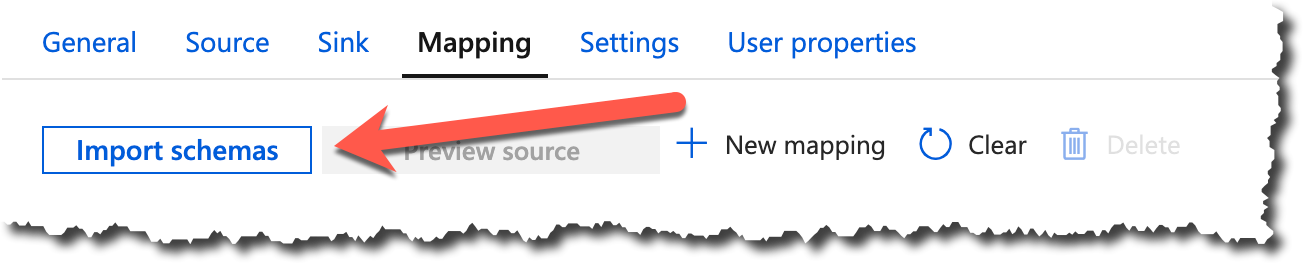 General Source Sink Mapping Settings User properties
Import schemas Preview source New mapping Clear Delete